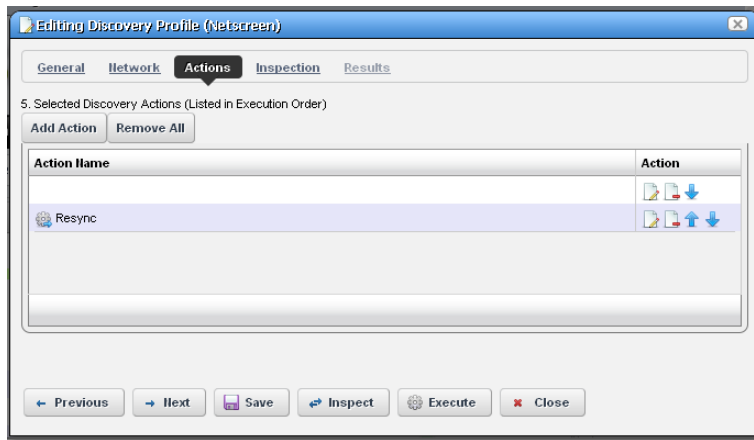 Editing Discovery Profile (Netscreen)
General Network Actions Inspection Results
5. Selected Discovery Actions (Listed in Execution Order)
Add Action Remove All
Action Name Action
Resync
Previous Next Save Inspect Execute Close